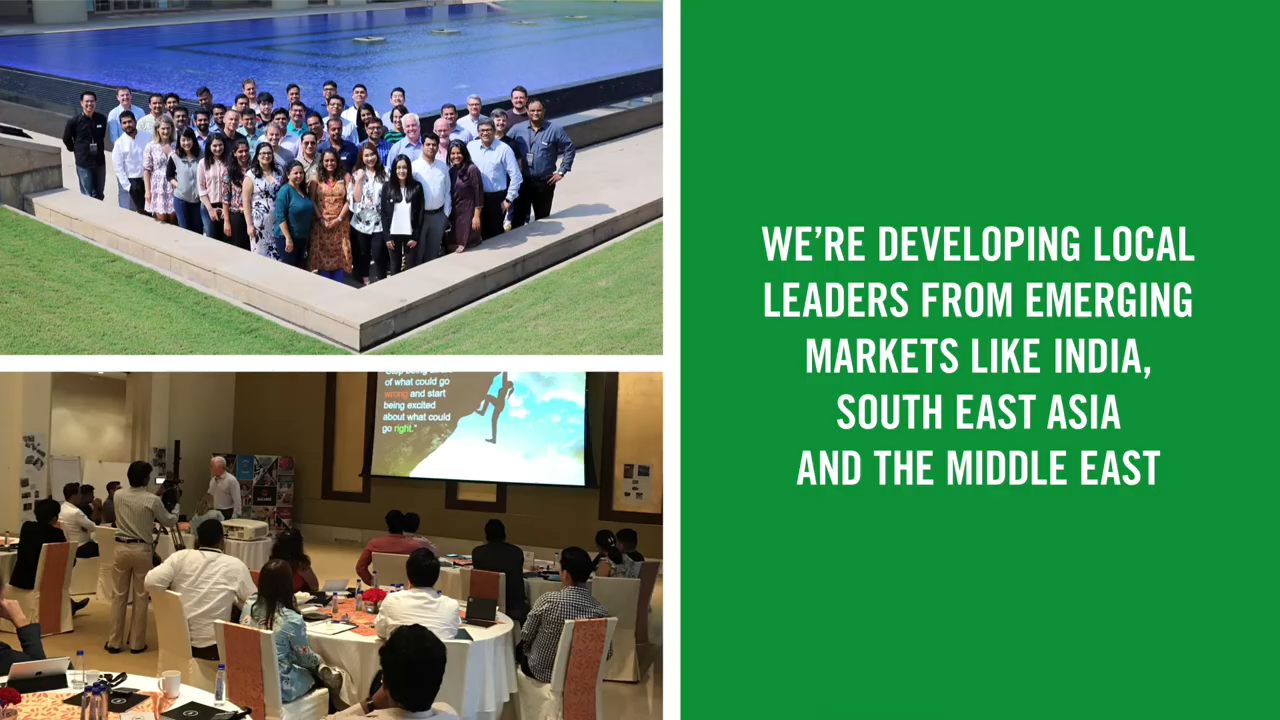 of what could go
wrong and start
being excited
about what could
go right."
WE'RE DEVELOPING LOCAL
LEADERS FROM EMERGING
MARKETS LIKE INDIA,
SOUTH EAST ASIA
AND THE MIDDLE EAST